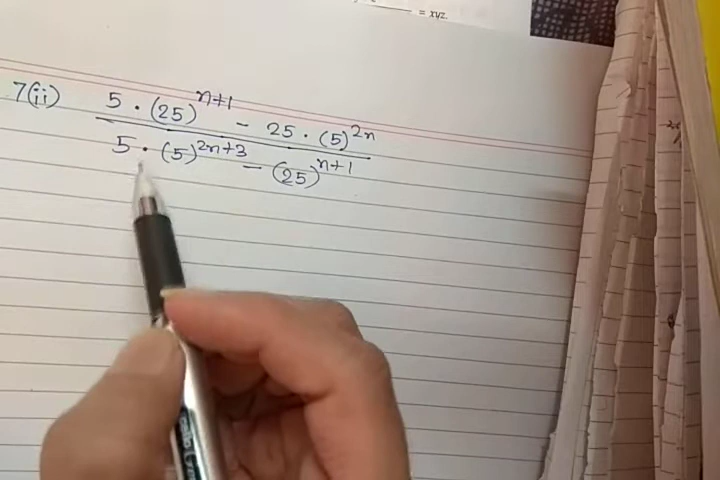 = xyz.
7(ii) 5 · (25)^{n+1} - 25 · (5)^{2n}
5 · (5)^{2n+3} - (25)^{n+1}